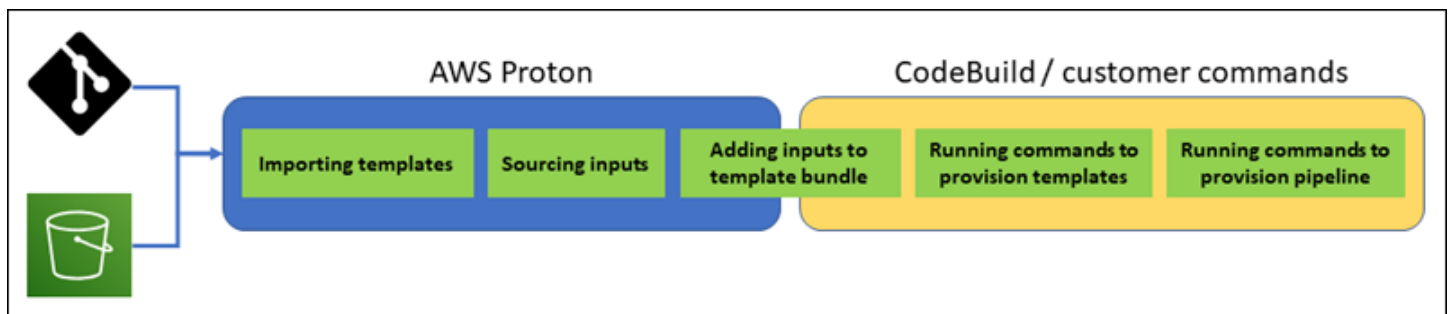 AWS Proton
CodeBuild / customer commands
Importing templates
Sourcing inputs
Adding inputs to
template bundle
Running commands to
provision templates
Running commands to
provision pipeline